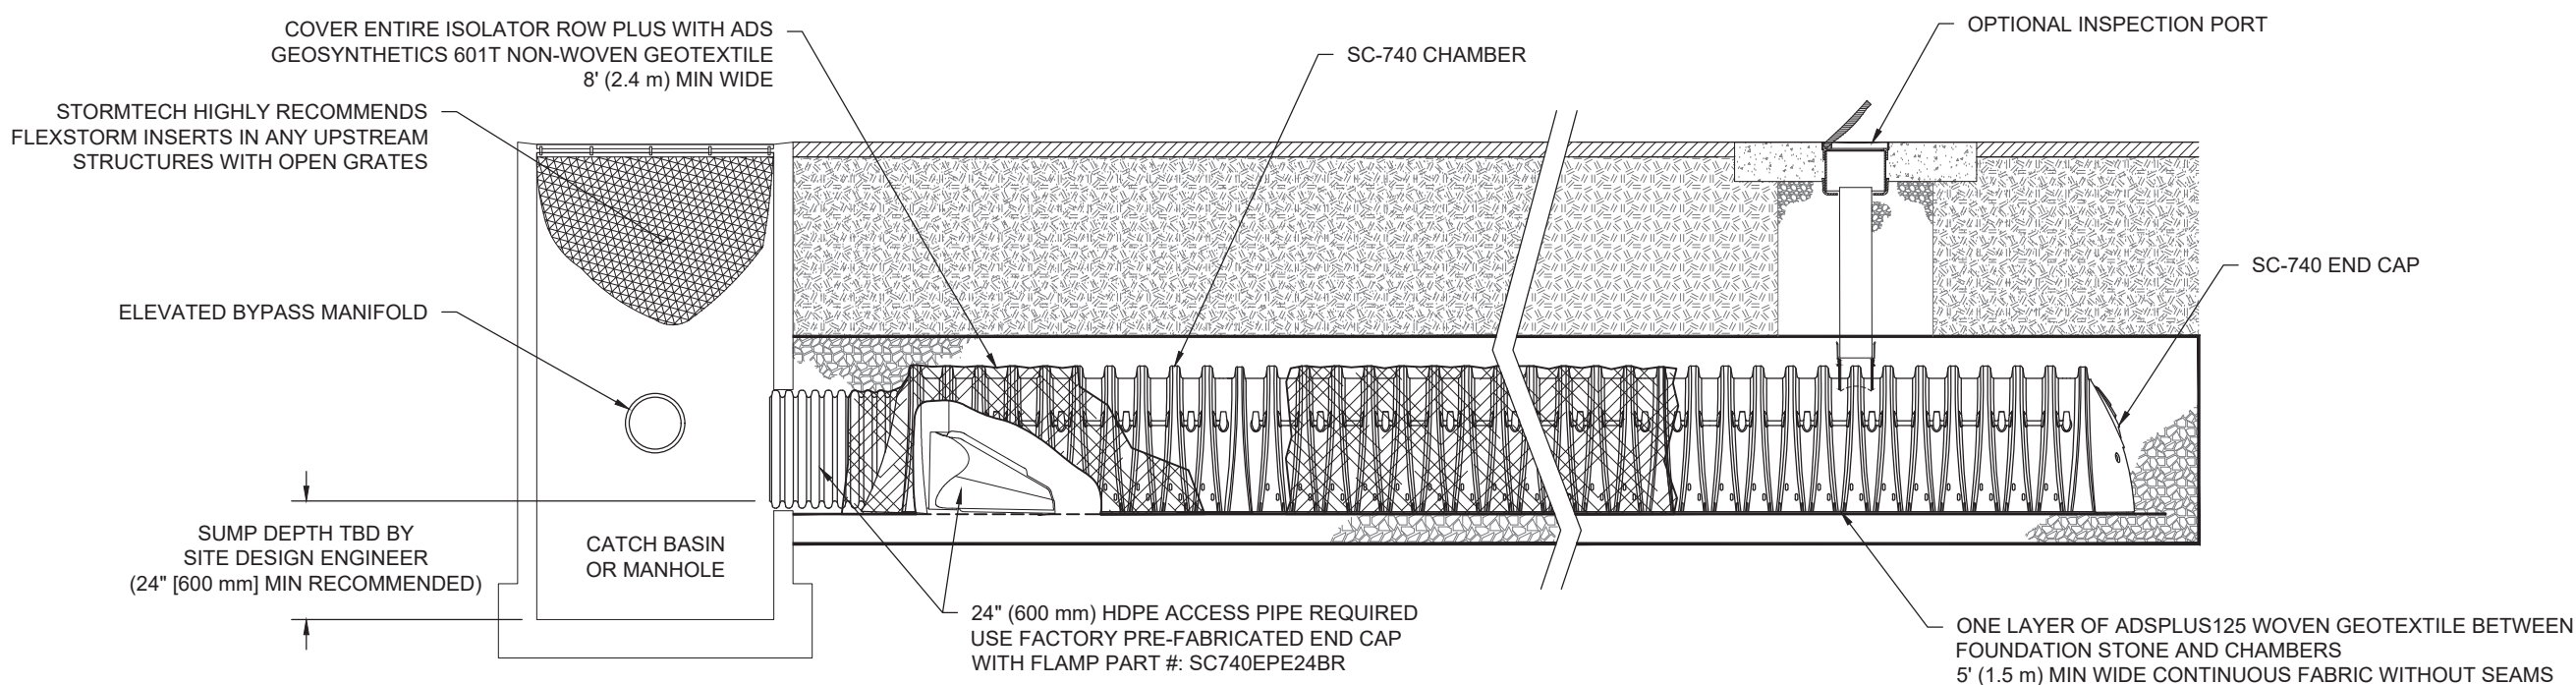 COVER ENTIRE ISOLATOR ROW PLUS WITH ADS
GEOSYNTHETICS 601T NON-WOVEN GEOTEXTILE
8' (2.4 m) MIN WIDE
SC-740 CHAMBER
OPTIONAL INSPECTION PORT
STORMTECH HIGHLY RECOMMENDS
FLEXSTORM INSERTS IN ANY UPSTREAM
STRUCTURES WITH OPEN GRATES
SC-740 END CAP
ELEVATED BYPASS MANIFOLD
SUMP DEPTH TBD BY
SITE DESIGN ENGINEER
(24" [600 mm] MIN RECOMMENDED)
CATCH BASIN
OR MANHOLE
24" (600 mm) HDPE ACCESS PIPE REQUIRED
USE FACTORY PRE-FABRICATED END CAP
WITH FLAMP PART #: SC740EPE24BR
ONE LAYER OF ADSPLUS125 WOVEN GEOTEXTILE BETWEEN
FOUNDATION STONE AND CHAMBERS
5' (1.5 m) MIN WIDE CONTINUOUS FABRIC WITHOUT SEAMS